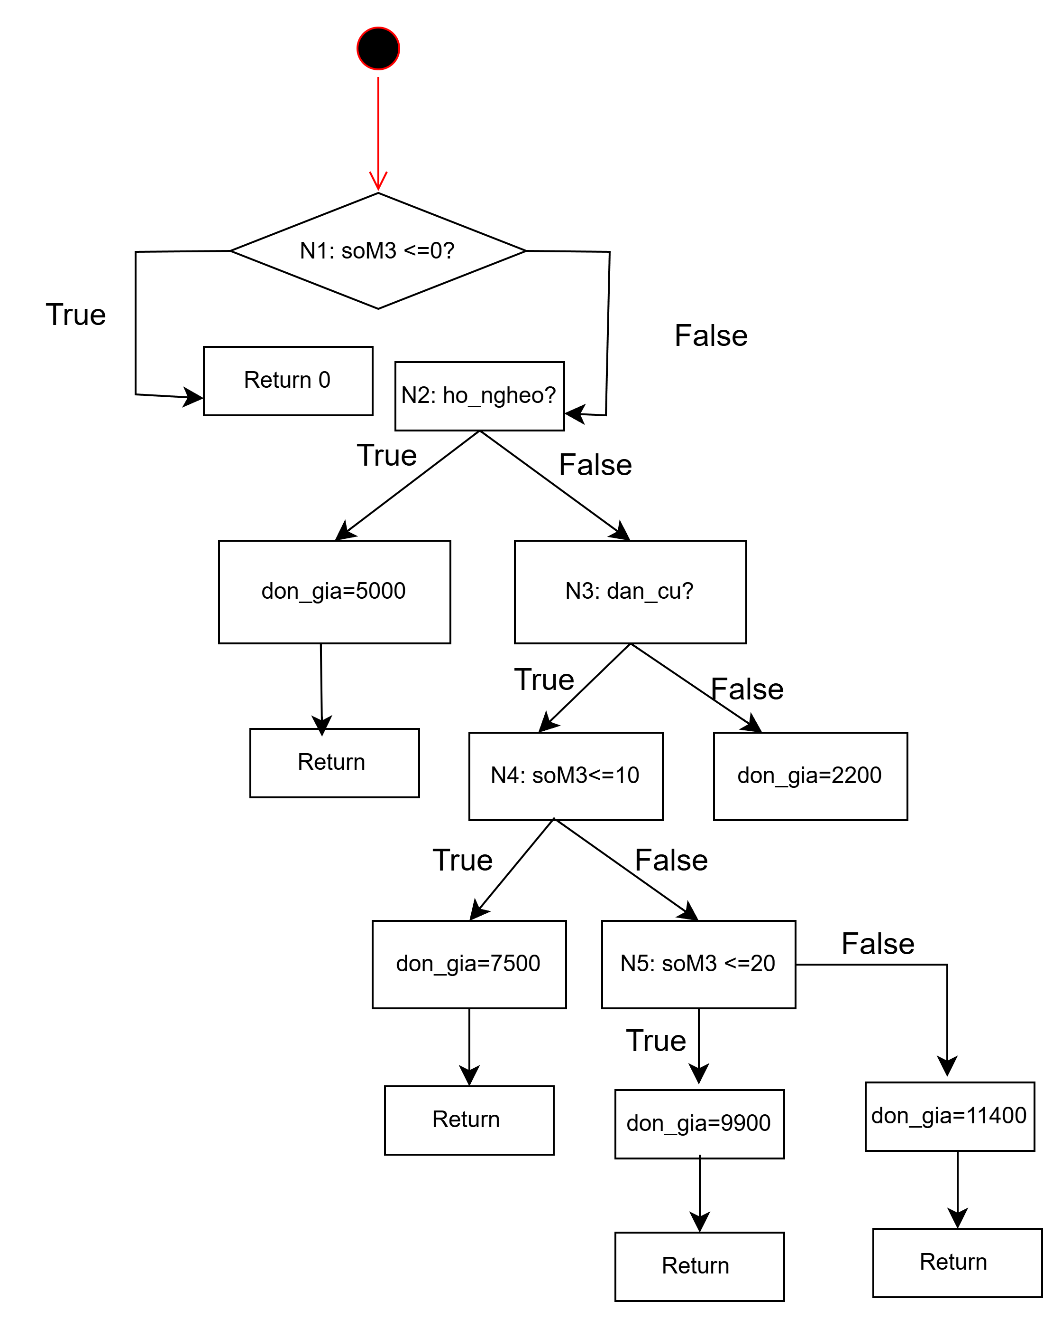 N1: soM3 <=0?
True
False
Return 0
N2: ho_ngheo?
True
False
don_gia=5000
N3: dan_cu?
True
False
Return
N4: soM3<=10
don_gia=2200
True
False
don_gia=7500
N5: soM3 <=20
False
True
Return
don_gia=9900
don_gia=11400
Return
Return